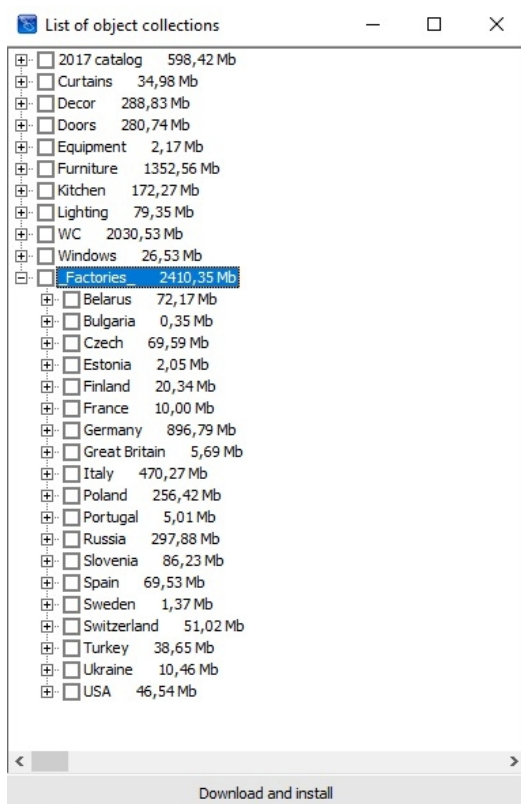 List of object collections
2017 catalog 598,42 Mb
Curtains 34,98 Mb
Decor 288,83 Mb
Doors 280,74 Mb
Equipment 2,17 Mb
Furniture 1352,56 Mb
Kitchen 172,27 Mb
Lighting 79,35 Mb
WC 2030,53 Mb
Windows 26,53 Mb
_Factories_ 2410,35 Mb
Belarus 72,17 Mb
Bulgaria 0,35 Mb
Czech 69,59 Mb
Estonia 2,05 Mb
Finland 20,34 Mb
France 10,00 Mb
Germany 896,79 Mb
Great Britain 5,69 Mb
Italy 470,27 Mb
Poland 256,42 Mb
Portugal 5,01 Mb
Russia 297,88 Mb
Slovenia 86,23 Mb
Spain 69,53 Mb
Sweden 1,37 Mb
Switzerland 51,02 Mb
Turkey 38,65 Mb
Ukraine 10,46 Mb
USA 46,54 Mb
Download and install